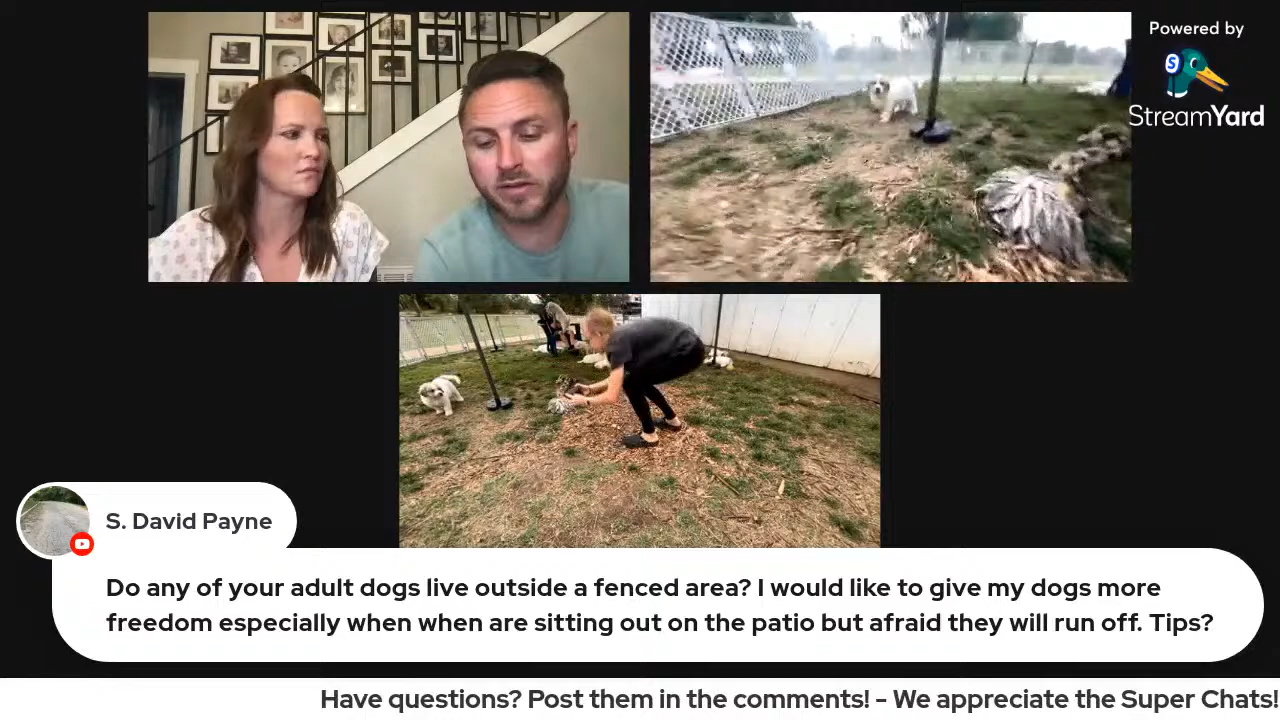 Powered by
StreamYard
S. David Payne
Do any of your adult dogs live outside a fenced area? I would like to give my dogs more
freedom especially when when are sitting out on the patio but afraid they will run off. Tips?
Have questions? Post them in the comments! - We appreciate the Super Chats!